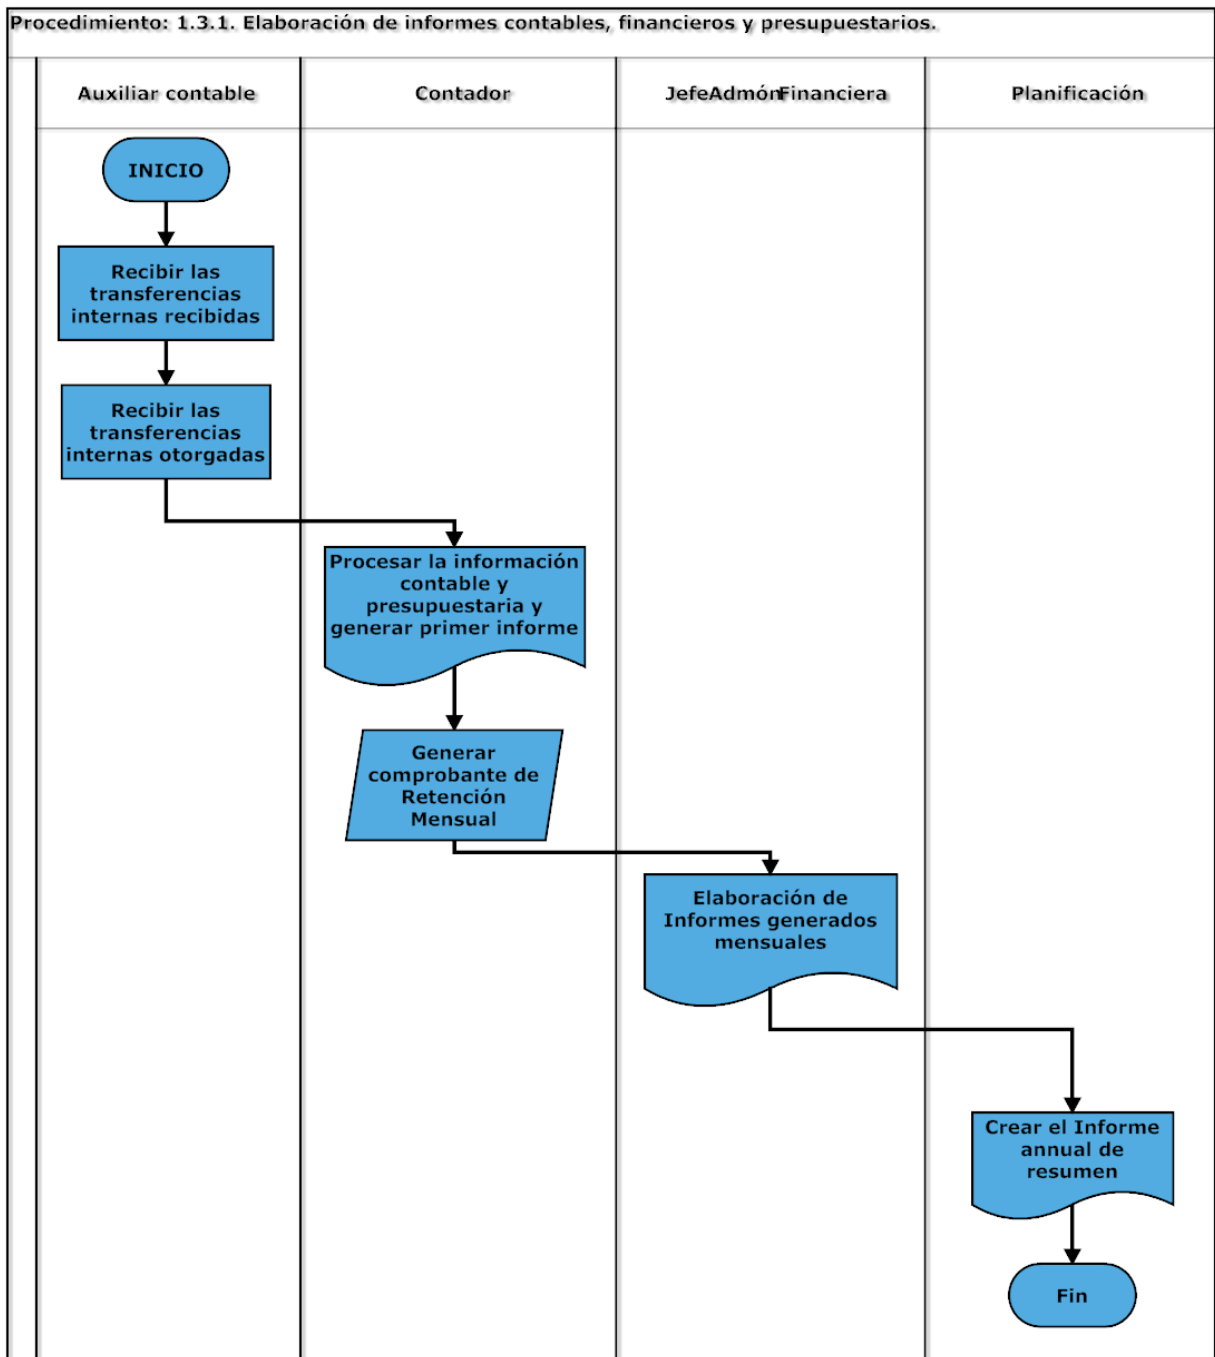 Procedimiento: 1.3.1. Elaboración de informes contables, financieros y presupuestarios.
Auxiliar contable
Contador
JefeAdmónFinanciera
Planificación
INICIO
Recibir las
transferencias
internas recibidas
Recibir las
transferencias
internas otorgadas
Procesar la información
contable y
presupuestaria y
generar primer informe
Generar
comprobante de
Retención
Mensual
Elaboración de
Informes generados
mensuales
Crear el Informe
annual de
resumen
Fin